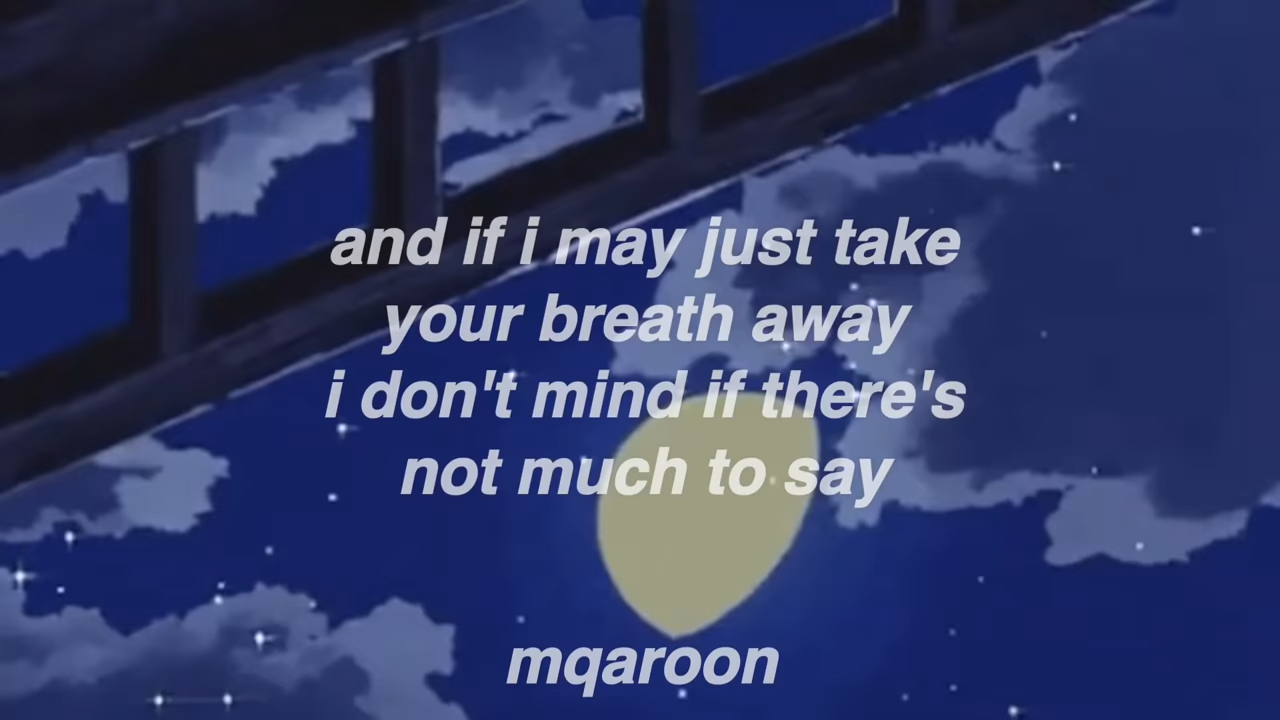 and if i may just take
your breath away
i don't mind if there's
not much to say
mqaroon